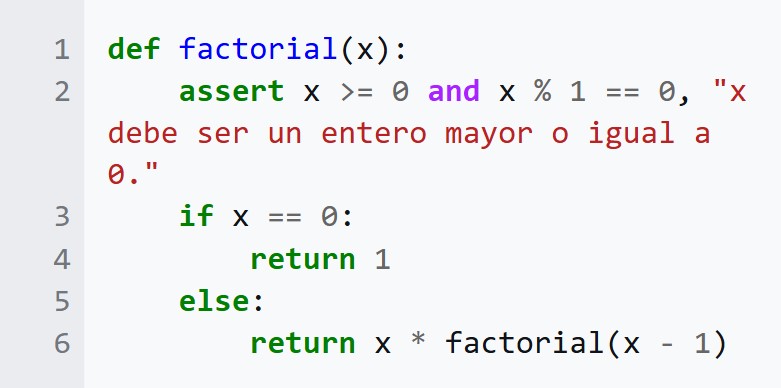 1 def factorial(x):
2     assert x >= 0 and x % 1 == 0, "x
debe ser un entero mayor o igual a
0."
3     if x == 0:
4         return 1
5     else:
6         return x * factorial(x - 1)